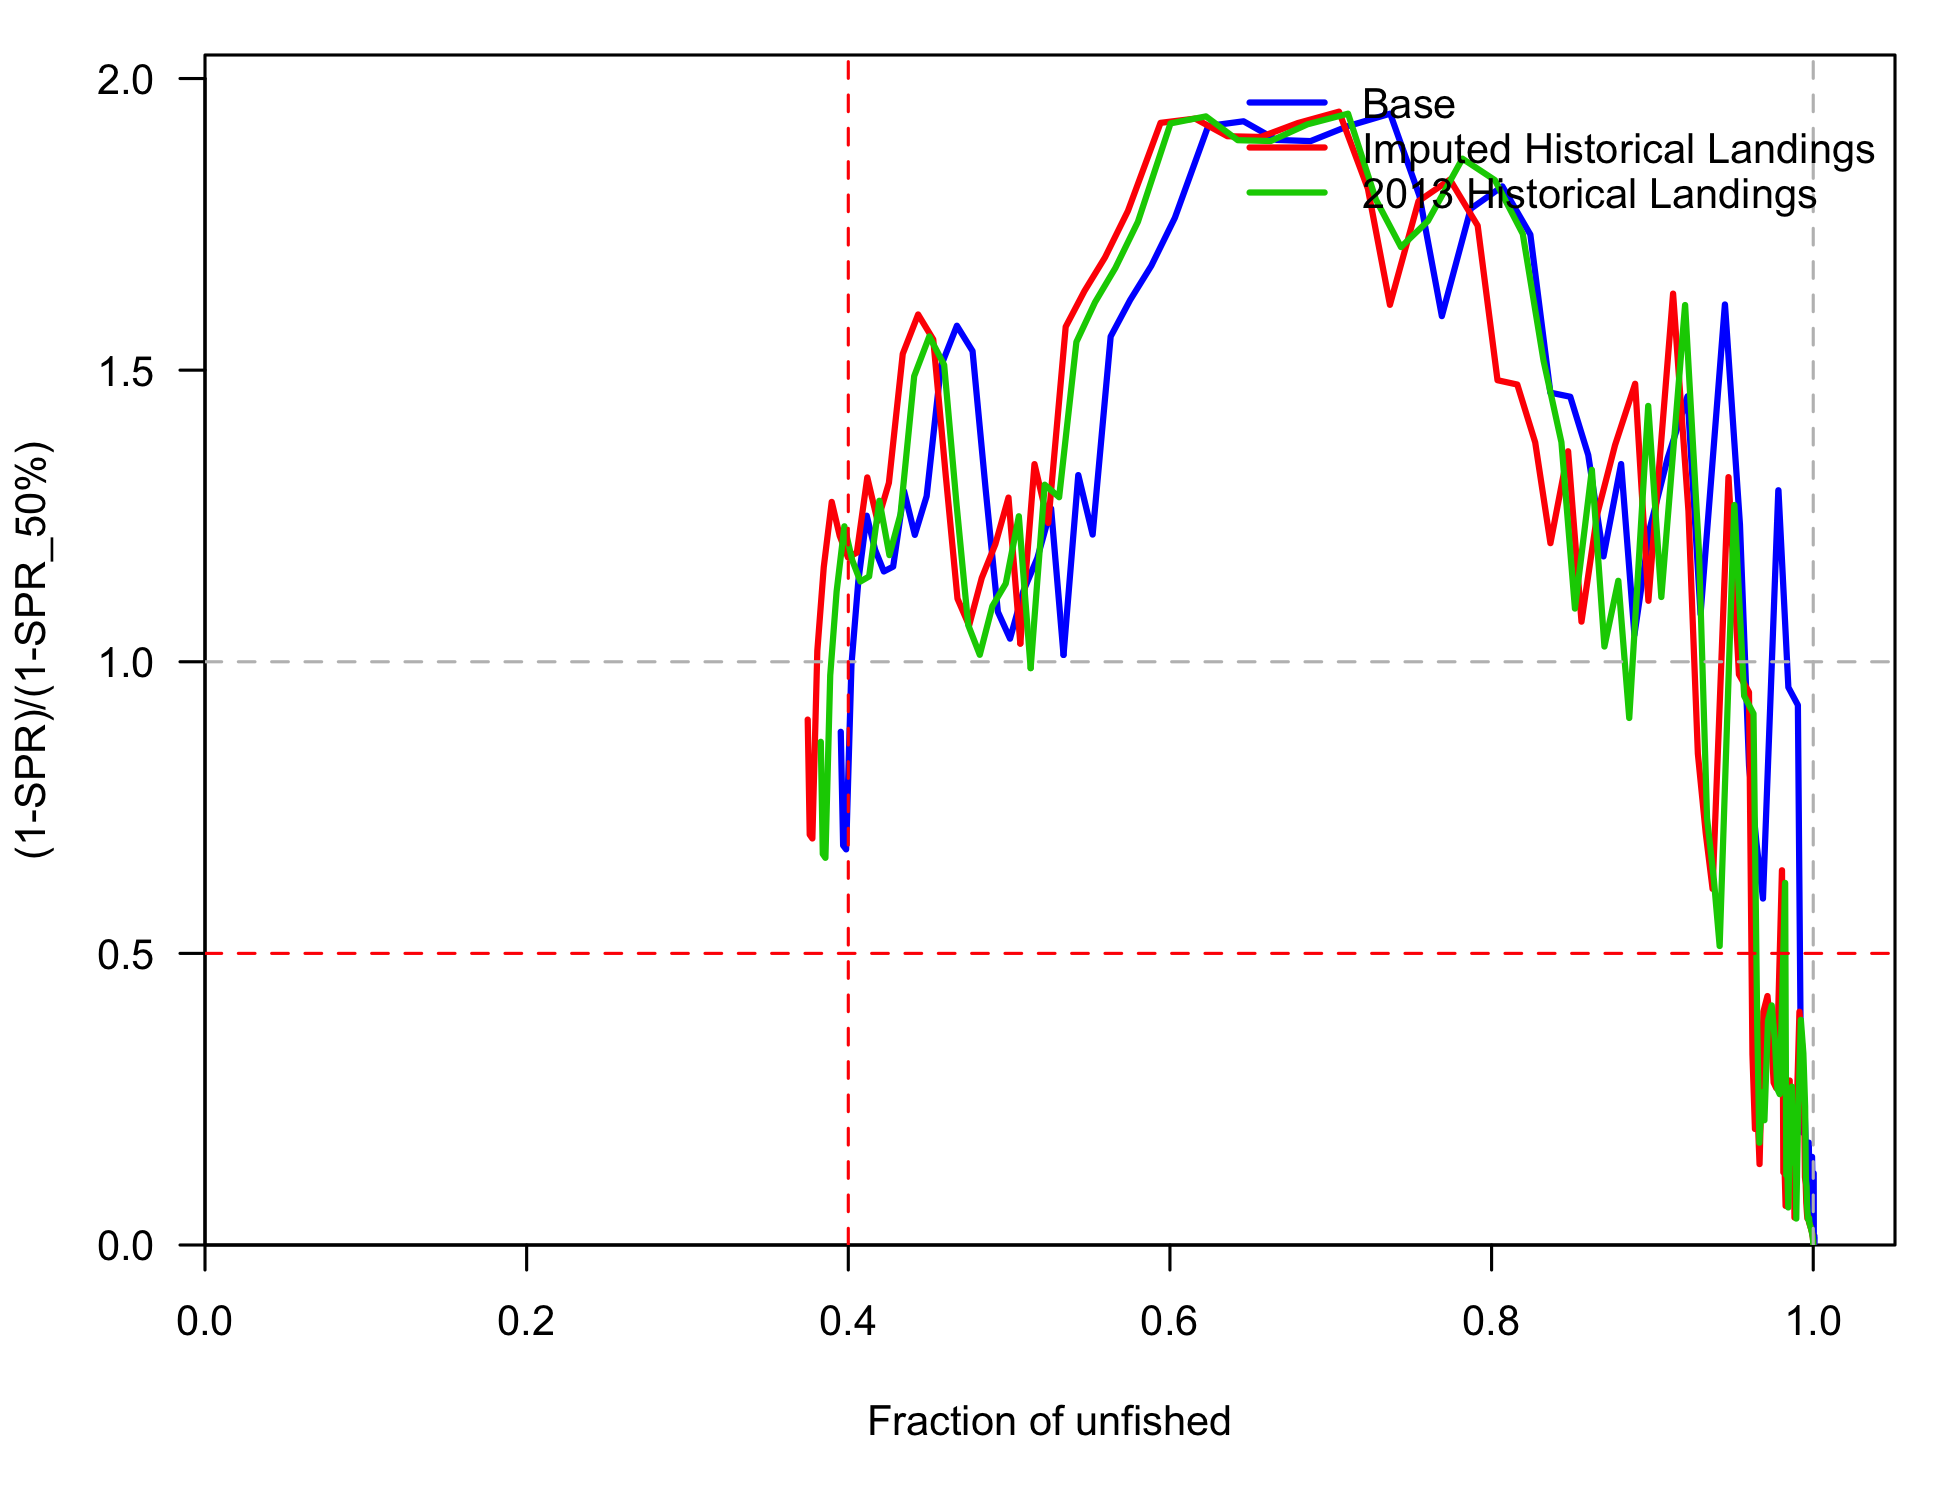 Base
Imputed Historical Landings
2013 Historical Landings
2.0
1.5
1.0
0.5
0.0
(1-SPR)/(1-SPR_50%)
0.0 0.2 0.4 0.6 0.8 1.0
Fraction of unfished